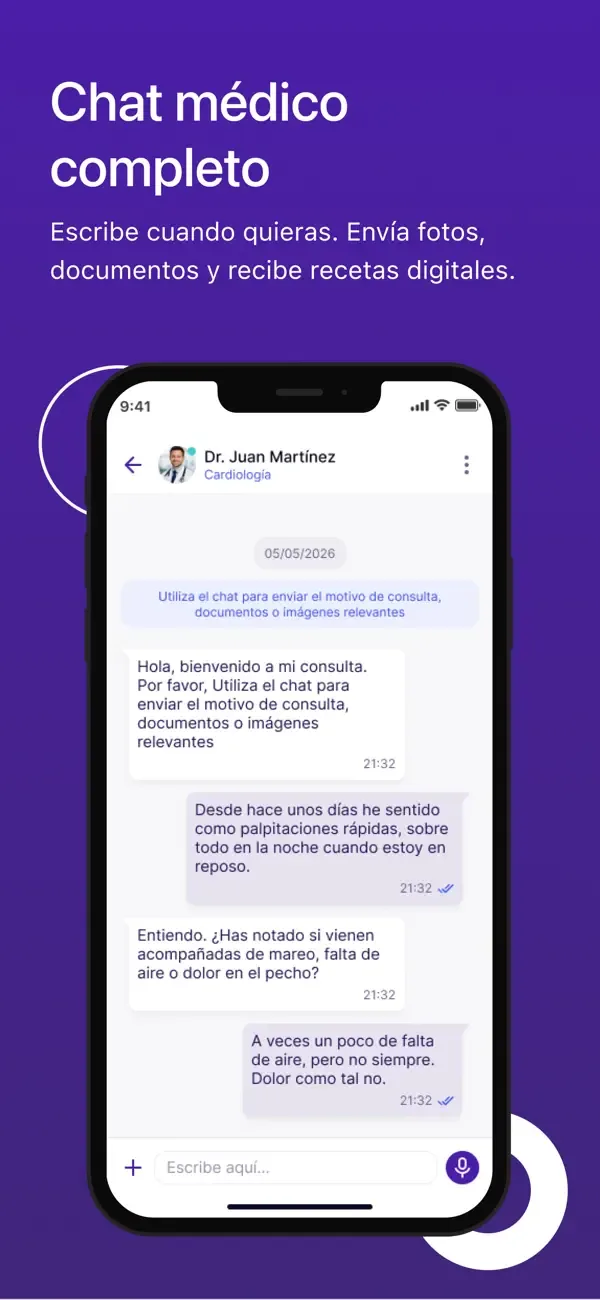 Chat médico
completo
Escribe cuando quieras. Envía fotos,
documentos y recibe recetas digitales.
9:41
Dr. Juan Martínez
Cardiología
05/05/2026
Utiliza el chat para enviar el motivo de consulta,
documentos o imágenes relevantes
Hola, bienvenido a mi consulta.
Por favor, Utiliza el chat para
enviar el motivo de consulta,
documentos o imágenes
relevantes
21:32
Desde hace unos días he sentido
como palpitaciones rápidas, sobre
todo en la noche cuando estoy en
reposo.
21:32
Entiendo. ¿Has notado si vienen
acompañadas de mareo, falta de
aire o dolor en el pecho?
21:32
A veces un poco de falta
de aire, pero no siempre.
Dolor como tal no.
21:32
Escribe aquí...